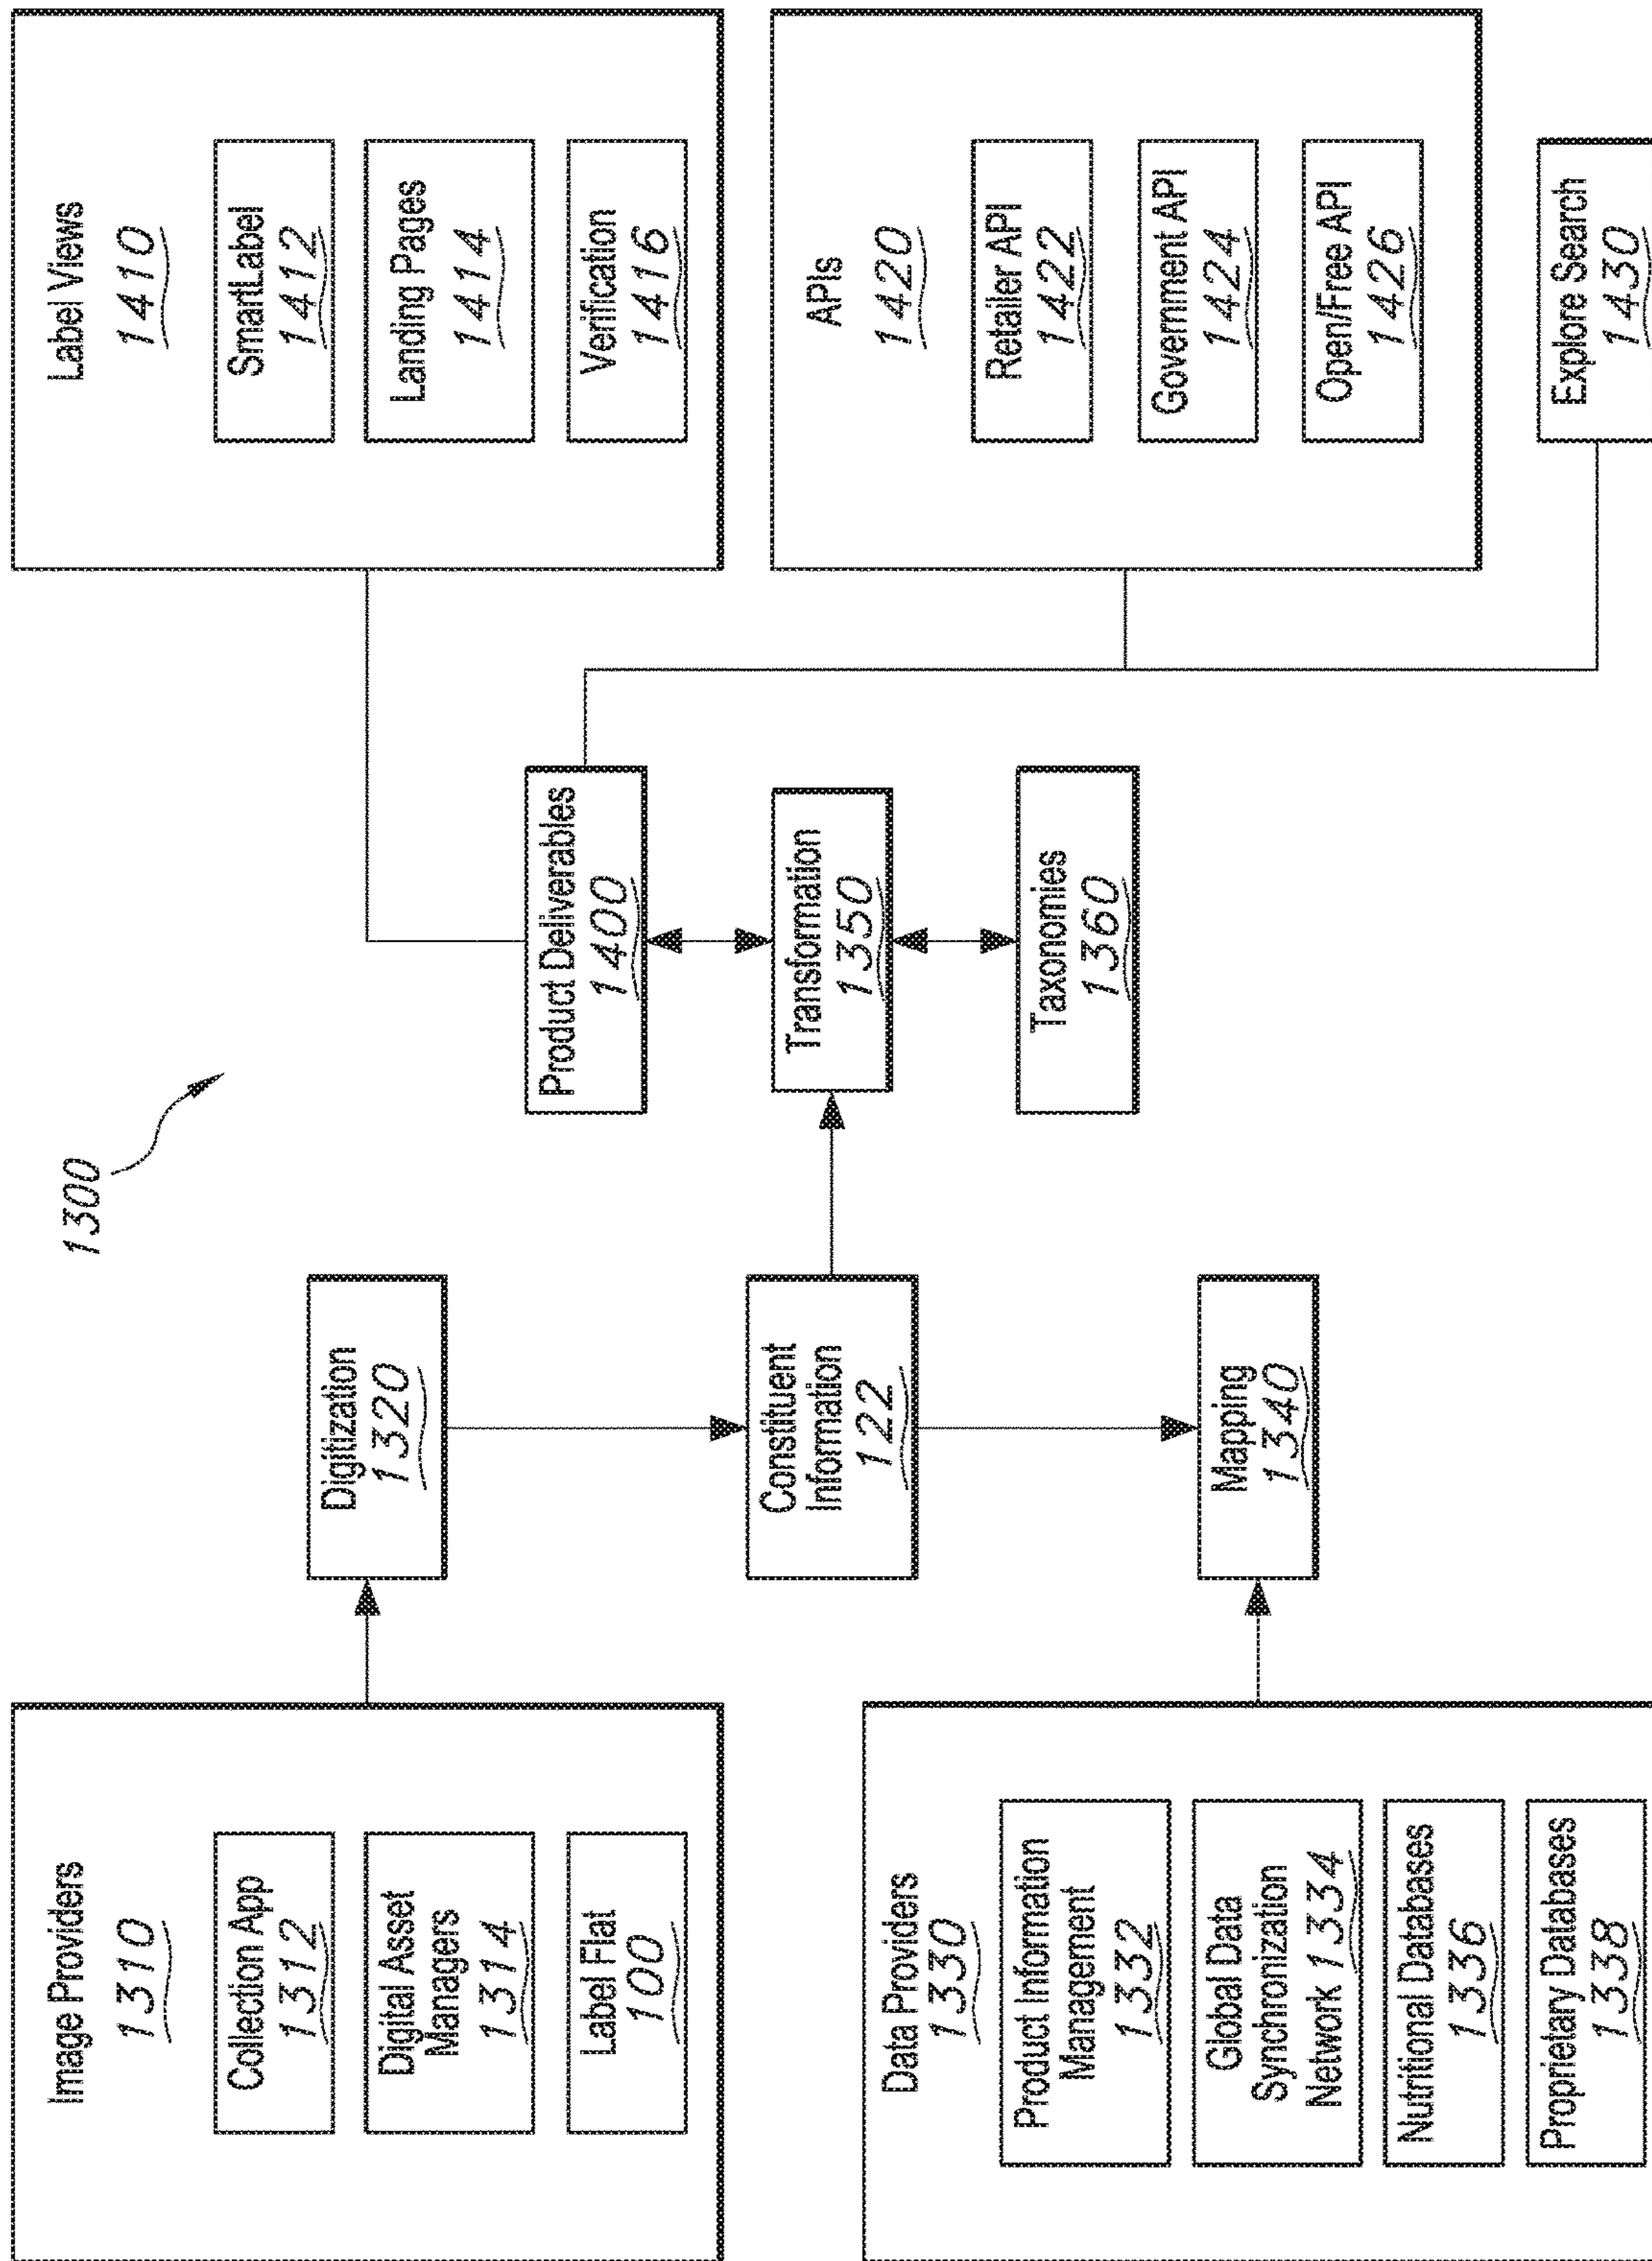 1300
Image Providers
1310
Collection App
1312
Digital Asset
Managers
1314
Label Flat
100
Data Providers
1330
Product Information
Management
1332
Global Data
Synchronization
Network 1334
Nutritional Databases
1336
Proprietary Databases
1338
Digitization
1320
Constituent
Information
122
Mapping
1340
Product Deliverables
1400
Transformation
1350
Taxonomies
1360
Label Views
1410
SmartLabel
1412
Landing Pages
1414
Verification
1416
APIs
1420
Retailer API
1422
Government API
1424
Open/Free API
1426
Explore Search
1430